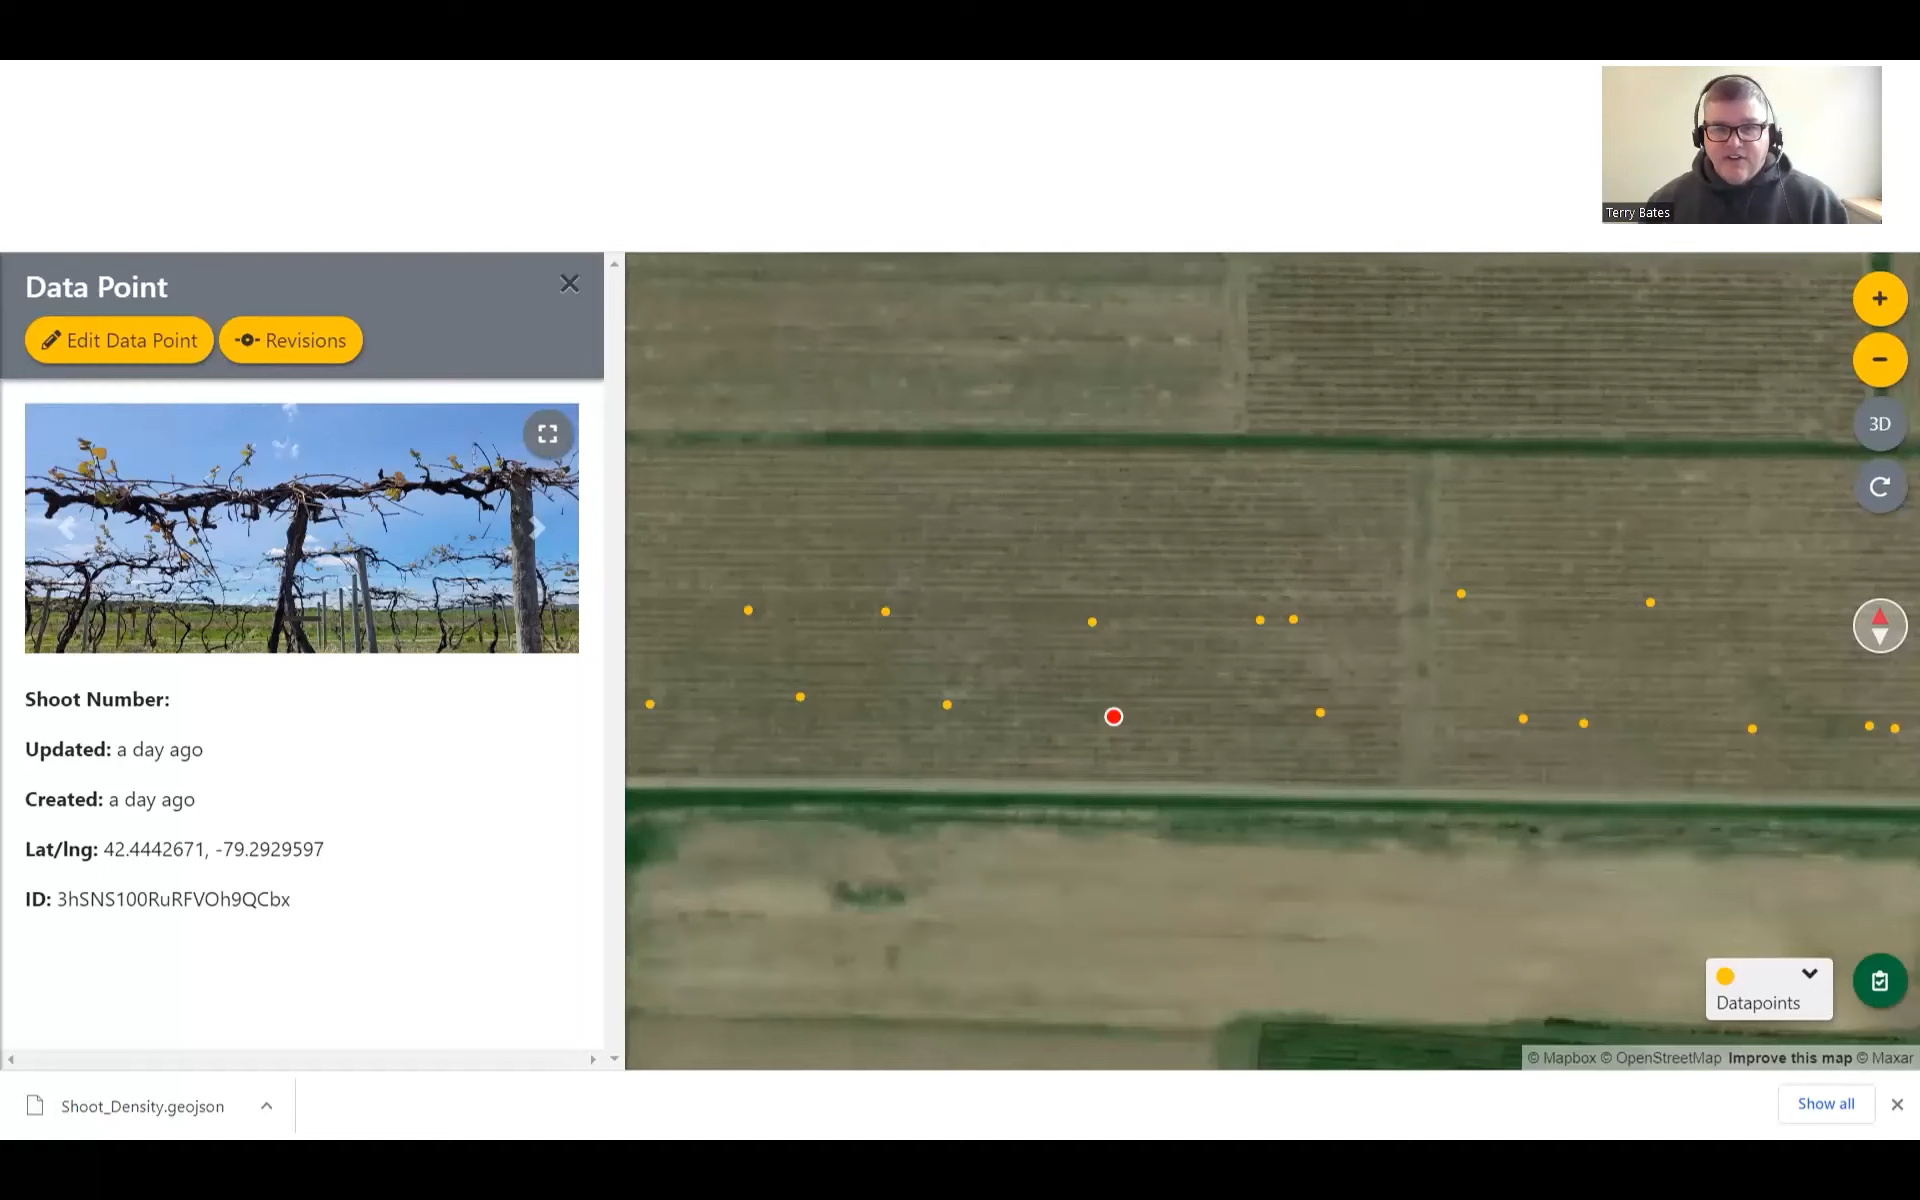 Terry Bates
Data Point
Edit Data Point
Revisions
Shoot Number:
Updated: a day ago
Created: a day ago
Lat/lng: 42.4442671, -79.2929597
ID: 3hSNS100RuRFVOh9QCbx
+
−
3D
Datapoints
© Mapbox © OpenStreetMap Improve this map © Maxar
Shoot_Density.geojson
Show all